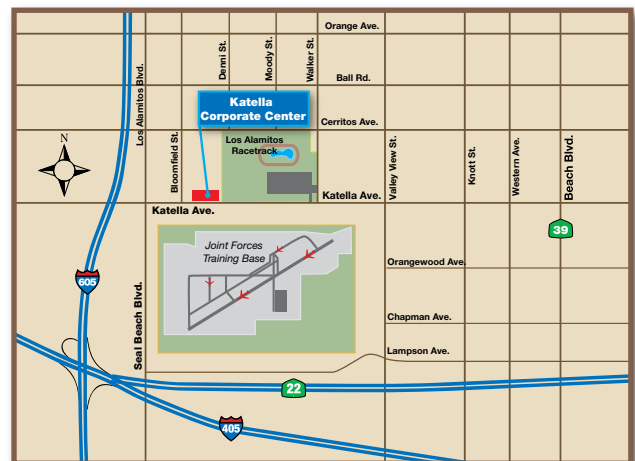 Orange Ave.
Denni St.
Moody St.
Walker St.
Ball Rd.
Los Alamitos Blvd.
Katella
Corporate Center
Cerritos Ave.
N
Bloomfield St.
Los Alamitos
Racetrack
Valley View St.
Knott St.
Western Ave.
Beach Blvd.
Katella Ave.
Katella Ave.
39
Joint Forces
Training Base
Orangewood Ave.
605
Seal Beach Blvd.
Chapman Ave.
Lampson Ave.
22
405